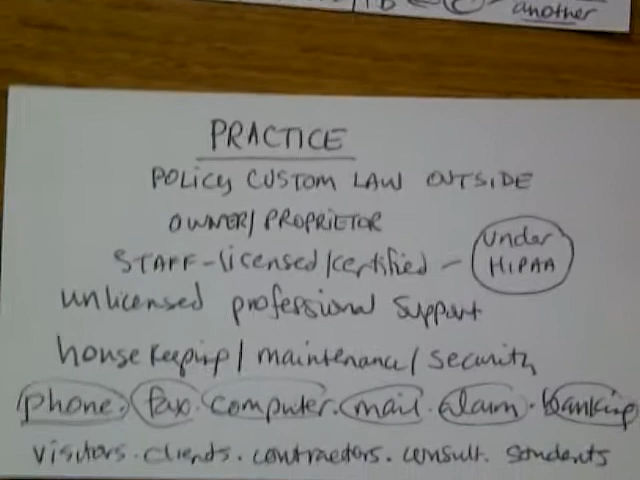 another
PRACTICE
POLICY CUSTOM LAW OUTSIDE
OWNER/PROPRIETOR
STAFF-licensed/certified - under HIPAA
unlicensed professional support
housekeeping/maintenance/security
phone. fax. computer. mail. alarm. banking
visitors. clients. contractors. consult. students